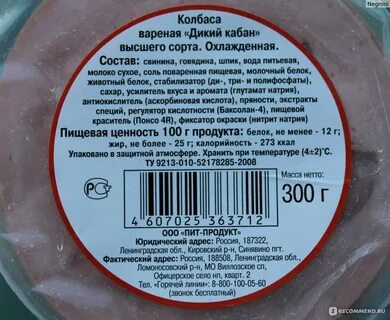 Negroni
Колбаса
вареная «Дикий кабан»
высшего сорта. Охлажденная.
Состав: свинина, говядина, шпик, вода питьевая,
молоко сухое, соль поваренная пищевая, молочный белок,
животный белок, стабилизатор (ди-, три- и полифосфаты),
сахар, усилитель вкуса и аромата (глутамат натрия),
антиокислитель (аскорбиновая кислота), пряности, экстракты
специй, регулятор кислотности (Баксолан-4), пищевой
краситель (Понсо 4R), фиксатор окраски (нитрит натрия)
Пищевая ценность 100 г продукта: белок, не менее - 12 г;
жир, не более - 25 г; калорийность - 273 ккал
Упаковано в защитной атмосфере. Хранить при температуре (4±2)˚С.
ТУ 9213-010-52178285-2008
Масса нетто:
300 г
4 607025 363712
ООО "ПИТ-ПРОДУКТ"
Юридический адрес: Россия, 187322,
Ленинградская обл., Кировский р-н, Синявино пгт.
Фактический адрес: Россия, 188508, Ленинградская обл.,
Ломоносовский р-н, МО Виллозское СП,
Офицерское село нп, кварт. 2
Тел. «Горячей линии»: 8-800-100-05-60
(звонок бесплатный)
IRECOMMEND.RU